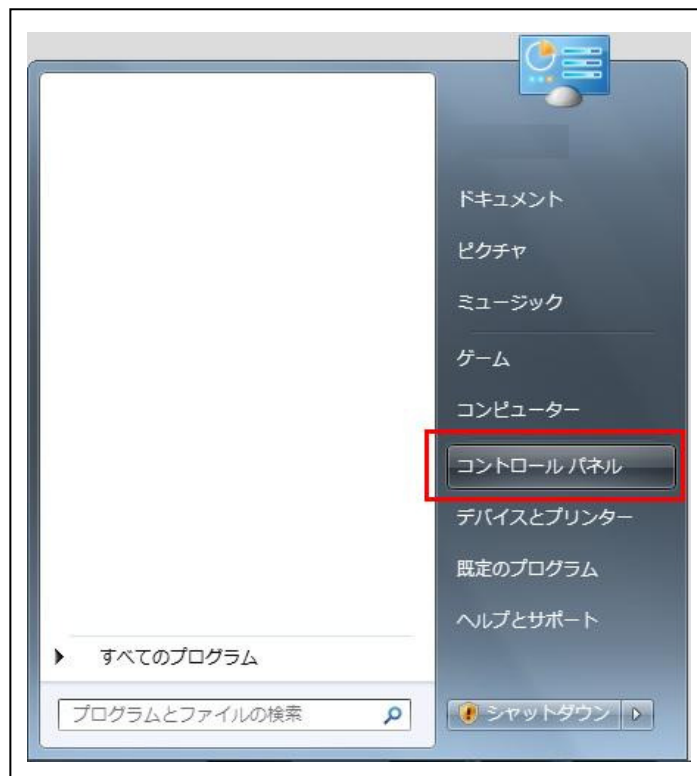 ドキュメント
ピクチャ
ミュージック
ゲーム
コンピューター
コントロール パネル
デバイスとプリンター
既定のプログラム
ヘルプとサポート
すべてのプログラム
プログラムとファイルの検索
シャットダウン